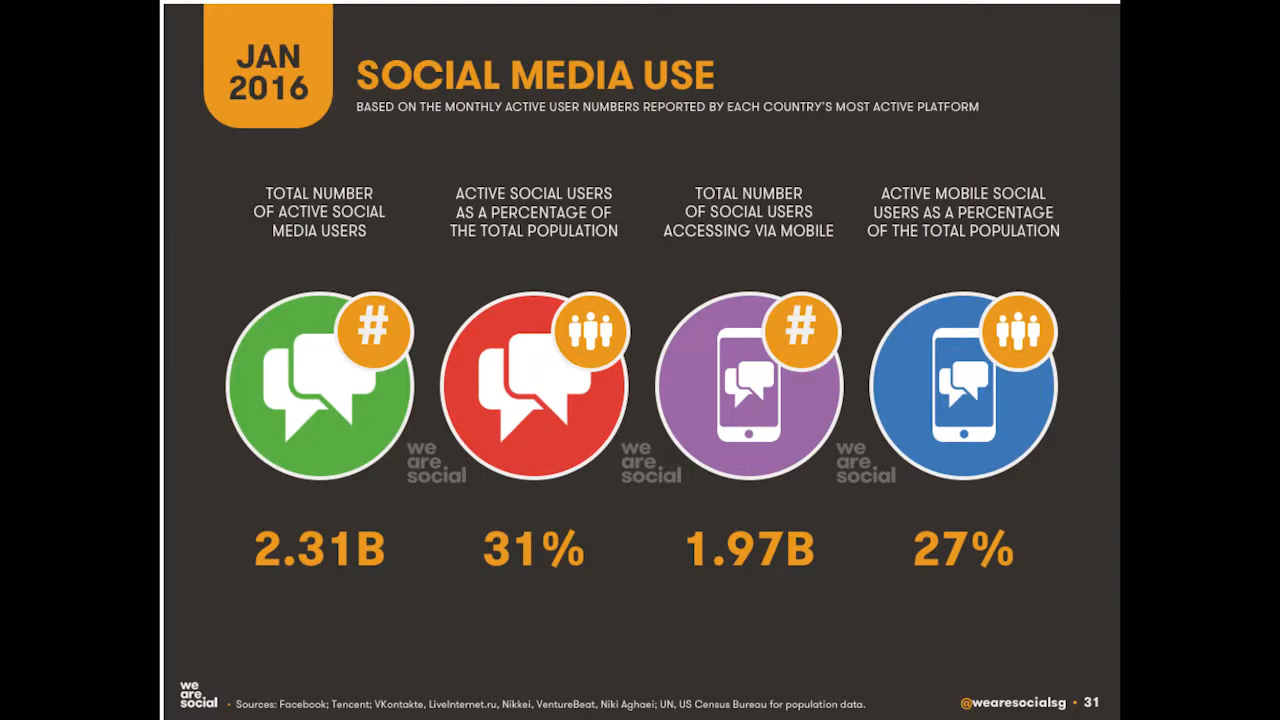 JAN
2016
SOCIAL MEDIA USE
BASED ON THE MONTHLY ACTIVE USER NUMBERS REPORTED BY EACH COUNTRY'S MOST ACTIVE PLATFORM
TOTAL NUMBER
OF ACTIVE SOCIAL
MEDIA USERS
ACTIVE SOCIAL USERS
AS A PERCENTAGE OF
THE TOTAL POPULATION
TOTAL NUMBER
OF SOCIAL USERS
ACCESSING VIA MOBILE
ACTIVE MOBILE SOCIAL
USERS AS A PERCENTAGE
OF THE TOTAL POPULATION
#
#
we
are
social
we
are
social
we
are
social
2.31B
31%
1.97B
27%
we
are
social
• Sources: Facebook; Tencent; VKontakte, LiveInternet.ru, Nikkei, VentureBeat, Niki Aghaei; UN, US Census Bureau for population data.
@wearesocialsg • 31